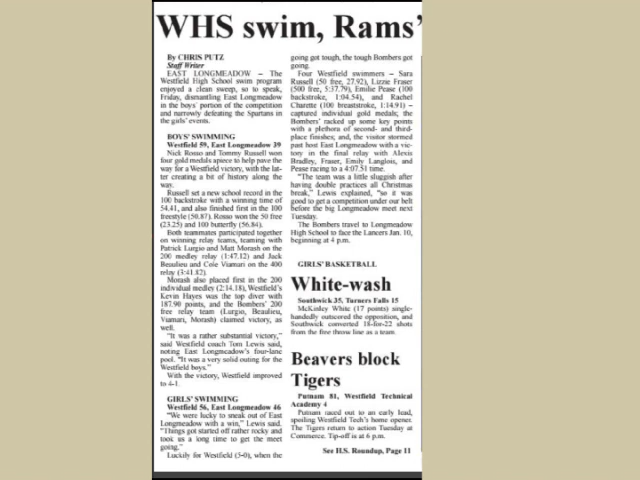 WHS swim, Rams'
By CHRIS PUTZ
Staff Writer
EAST LONGMEADOW – The
Westfield High School swim program
enjoyed a clean sweep, so to speak,
Friday, dismantling East Longmeadow
in the boys' portion of the competition
and narrowly defeating the Spartans in
the girls' events.
BOYS' SWIMMING
Westfield 59, East Longmeadow 39
Nick Rosso and Tommy Russell won
four gold medals apiece to help pave the
way for a Westfield victory, with the lat-
ter creating a bit of history along the
way.
Russell set a new school record in the
100 backstroke with a winning time of
54.41, and also finished first in the 100
freestyle (50.87). Rosso won the 50 free
(23.25) and 100 butterfly (56.84).
Both teammates participated together
on winning relay teams, teaming with
Patrick Lurgio and Matt Morash on the
200 medley relay (1:47.12) and Jack
Beaulieu and Cole Viamari on the 400
relay (3:41.82).
Morash also placed first in the 200
individual medley (2:14.18), Westfield's
Kevin Hayes was the top diver with
187.90 points, and the Bombers' 200
free relay team (Lurgio, Beaulieu,
Viamari, Morash) claimed victory, as
well.
"It was a rather substantial victory,"
said Westfield coach Tom Lewis said,
noting East Longmeadow's four-lane
pool. "It was a very solid outing for the
Westfield boys."
With the victory, Westfield improved
to 4-1.
GIRLS' SWIMMING
Westfield 56, East Longmeadow 46
"We were lucky to sneak out of East
Longmeadow with a win," Lewis said.
"Things got started off rather rocky and
took us a long time to get the meet
going."
Luckily for Westfield (5-0), when the
going got tough, the tough Bombers got
going.
Four Westfield swimmers – Sara
Russell (50 free, 27.92), Lizzie Fraser
(500 free, 5:37.79), Emilie Pease (100
backstroke, 1:04.54), and Rachel
Charette (100 breaststroke, 1:14.91) –
captured individual gold medals; the
Bombers' racked up some key points
with a plethora of second- and third-
place finishes; and, the visitor stormed
past host East Longmeadow with a vic-
tory in the final relay with Alexis
Bradley, Fraser, Emily Langlois, and
Pease racing to a 4:07.51 time.
"The team was a little sluggish after
having double practices all Christmas
break," Lewis explained, "so it was
good to get a competition under our belt
before the big Longmeadow meet next
Tuesday.
The Bombers travel to Longmeadow
High School to face the Lancers Jan. 10,
beginning at 4 p.m.
GIRLS' BASKETBALL
White-wash
Southwick 35, Turners Falls 15
McKinley White (17 points) single-
handedly outscored the opposition, and
Southwick converted 18-for-22 shots
from the free throw line as a team.
Beavers block
Tigers
Putnam 81, Westfield Technical
Academy 4
Putnam raced out to an early lead,
spoiling Westfield Tech's home opener.
The Tigers return to action Tuesday at
Commerce. Tip-off is at 6 p.m.
See H.S. Roundup, Page 11